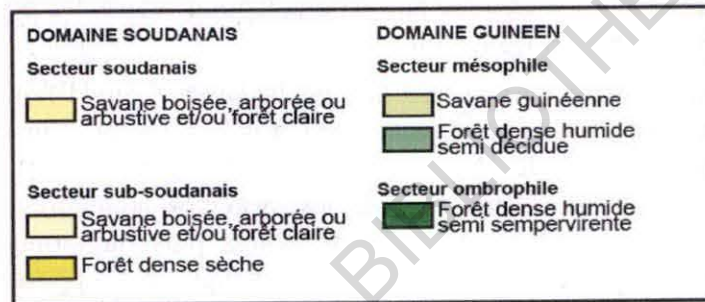 DOMAINE SOUDANAIS
Secteur soudanais
Savane boisée, arborée ou
arbustive et/ou forêt claire
Secteur sub-soudanais
Savane boisée, arborée ou
arbustive et/ou forêt claire
Forêt dense sèche
DOMAINE GUINEEN
Secteur mésophile
Savane guinéenne
Forêt dense humide
semi décidue
Secteur ombrophile
Forêt dense humide
semi sempervirente